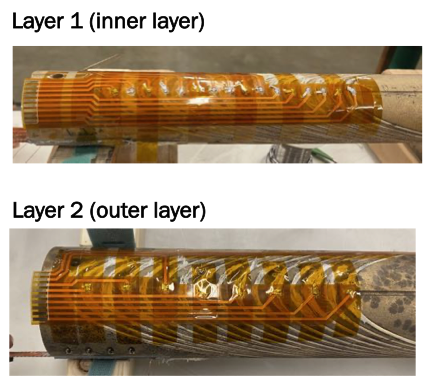 Layer 1 (inner layer)
Layer 2 (outer layer)